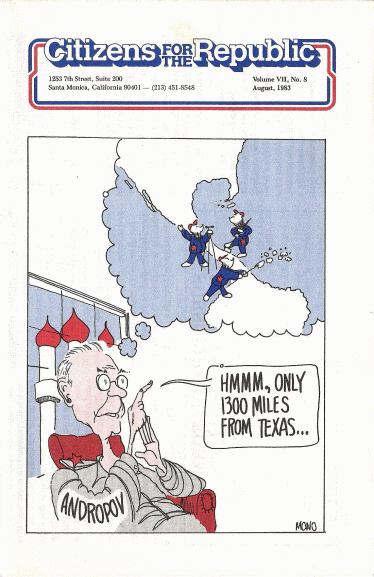 Citizens FOR THE Republic
1253 7th Street, Suite 200
Santa Monica, California 90401 — (213) 451-8548
Volume VII, No. 8
August, 1983
HMMM, ONLY
1300 MILES
FROM TEXAS...
ANDROPOV
MONO